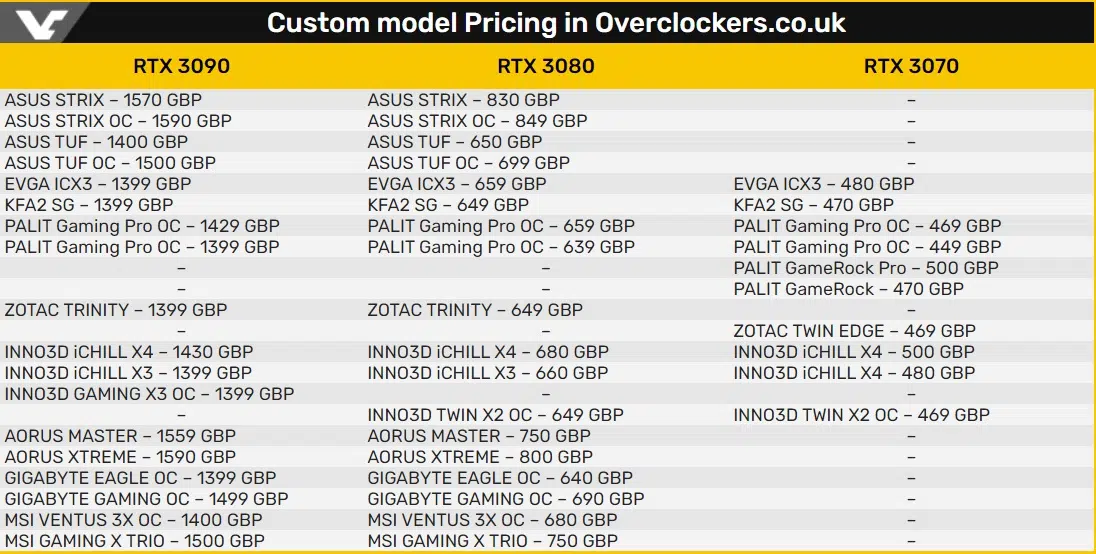 Custom model Pricing in Overclockers.co.uk
RTX 3090 RTX 3080 RTX 3070
ASUS STRIX – 1570 GBP ASUS STRIX – 830 GBP –
ASUS STRIX OC – 1590 GBP ASUS STRIX OC – 849 GBP –
ASUS TUF – 1400 GBP ASUS TUF – 650 GBP –
ASUS TUF OC – 1500 GBP ASUS TUF OC – 699 GBP –
EVGA ICX3 – 1399 GBP EVGA ICX3 – 659 GBP EVGA ICX3 – 480 GBP
KFA2 SG – 1399 GBP KFA2 SG – 649 GBP KFA2 SG – 470 GBP
PALIT Gaming Pro OC – 1429 GBP PALIT Gaming Pro OC – 659 GBP PALIT Gaming Pro OC – 469 GBP
PALIT Gaming Pro OC – 1399 GBP PALIT Gaming Pro OC – 639 GBP PALIT Gaming Pro OC – 449 GBP
– – PALIT GameRock Pro – 500 GBP
– – PALIT GameRock – 470 GBP
ZOTAC TRINITY – 1399 GBP ZOTAC TRINITY – 649 GBP –
– – ZOTAC TWIN EDGE – 469 GBP
INNO3D iCHILL X4 – 1430 GBP INNO3D iCHILL X4 – 680 GBP INNO3D iCHILL X4 – 500 GBP
INNO3D iCHILL X3 – 1399 GBP INNO3D iCHILL X3 – 660 GBP INNO3D iCHILL X4 – 480 GBP
INNO3D GAMING X3 OC – 1399 GBP – –
– INNO3D TWIN X2 OC – 649 GBP INNO3D TWIN X2 OC – 469 GBP
AORUS MASTER – 1559 GBP AORUS MASTER – 750 GBP –
AORUS XTREME – 1590 GBP AORUS XTREME – 800 GBP –
GIGABYTE EAGLE OC – 1399 GBP GIGABYTE EAGLE OC – 640 GBP –
GIGABYTE GAMING OC – 1499 GBP GIGABYTE GAMING OC – 690 GBP –
MSI VENTUS 3X OC – 1400 GBP MSI VENTUS 3X OC – 680 GBP –
MSI GAMING X TRIO – 1500 GBP MSI GAMING X TRIO – 750 GBP –